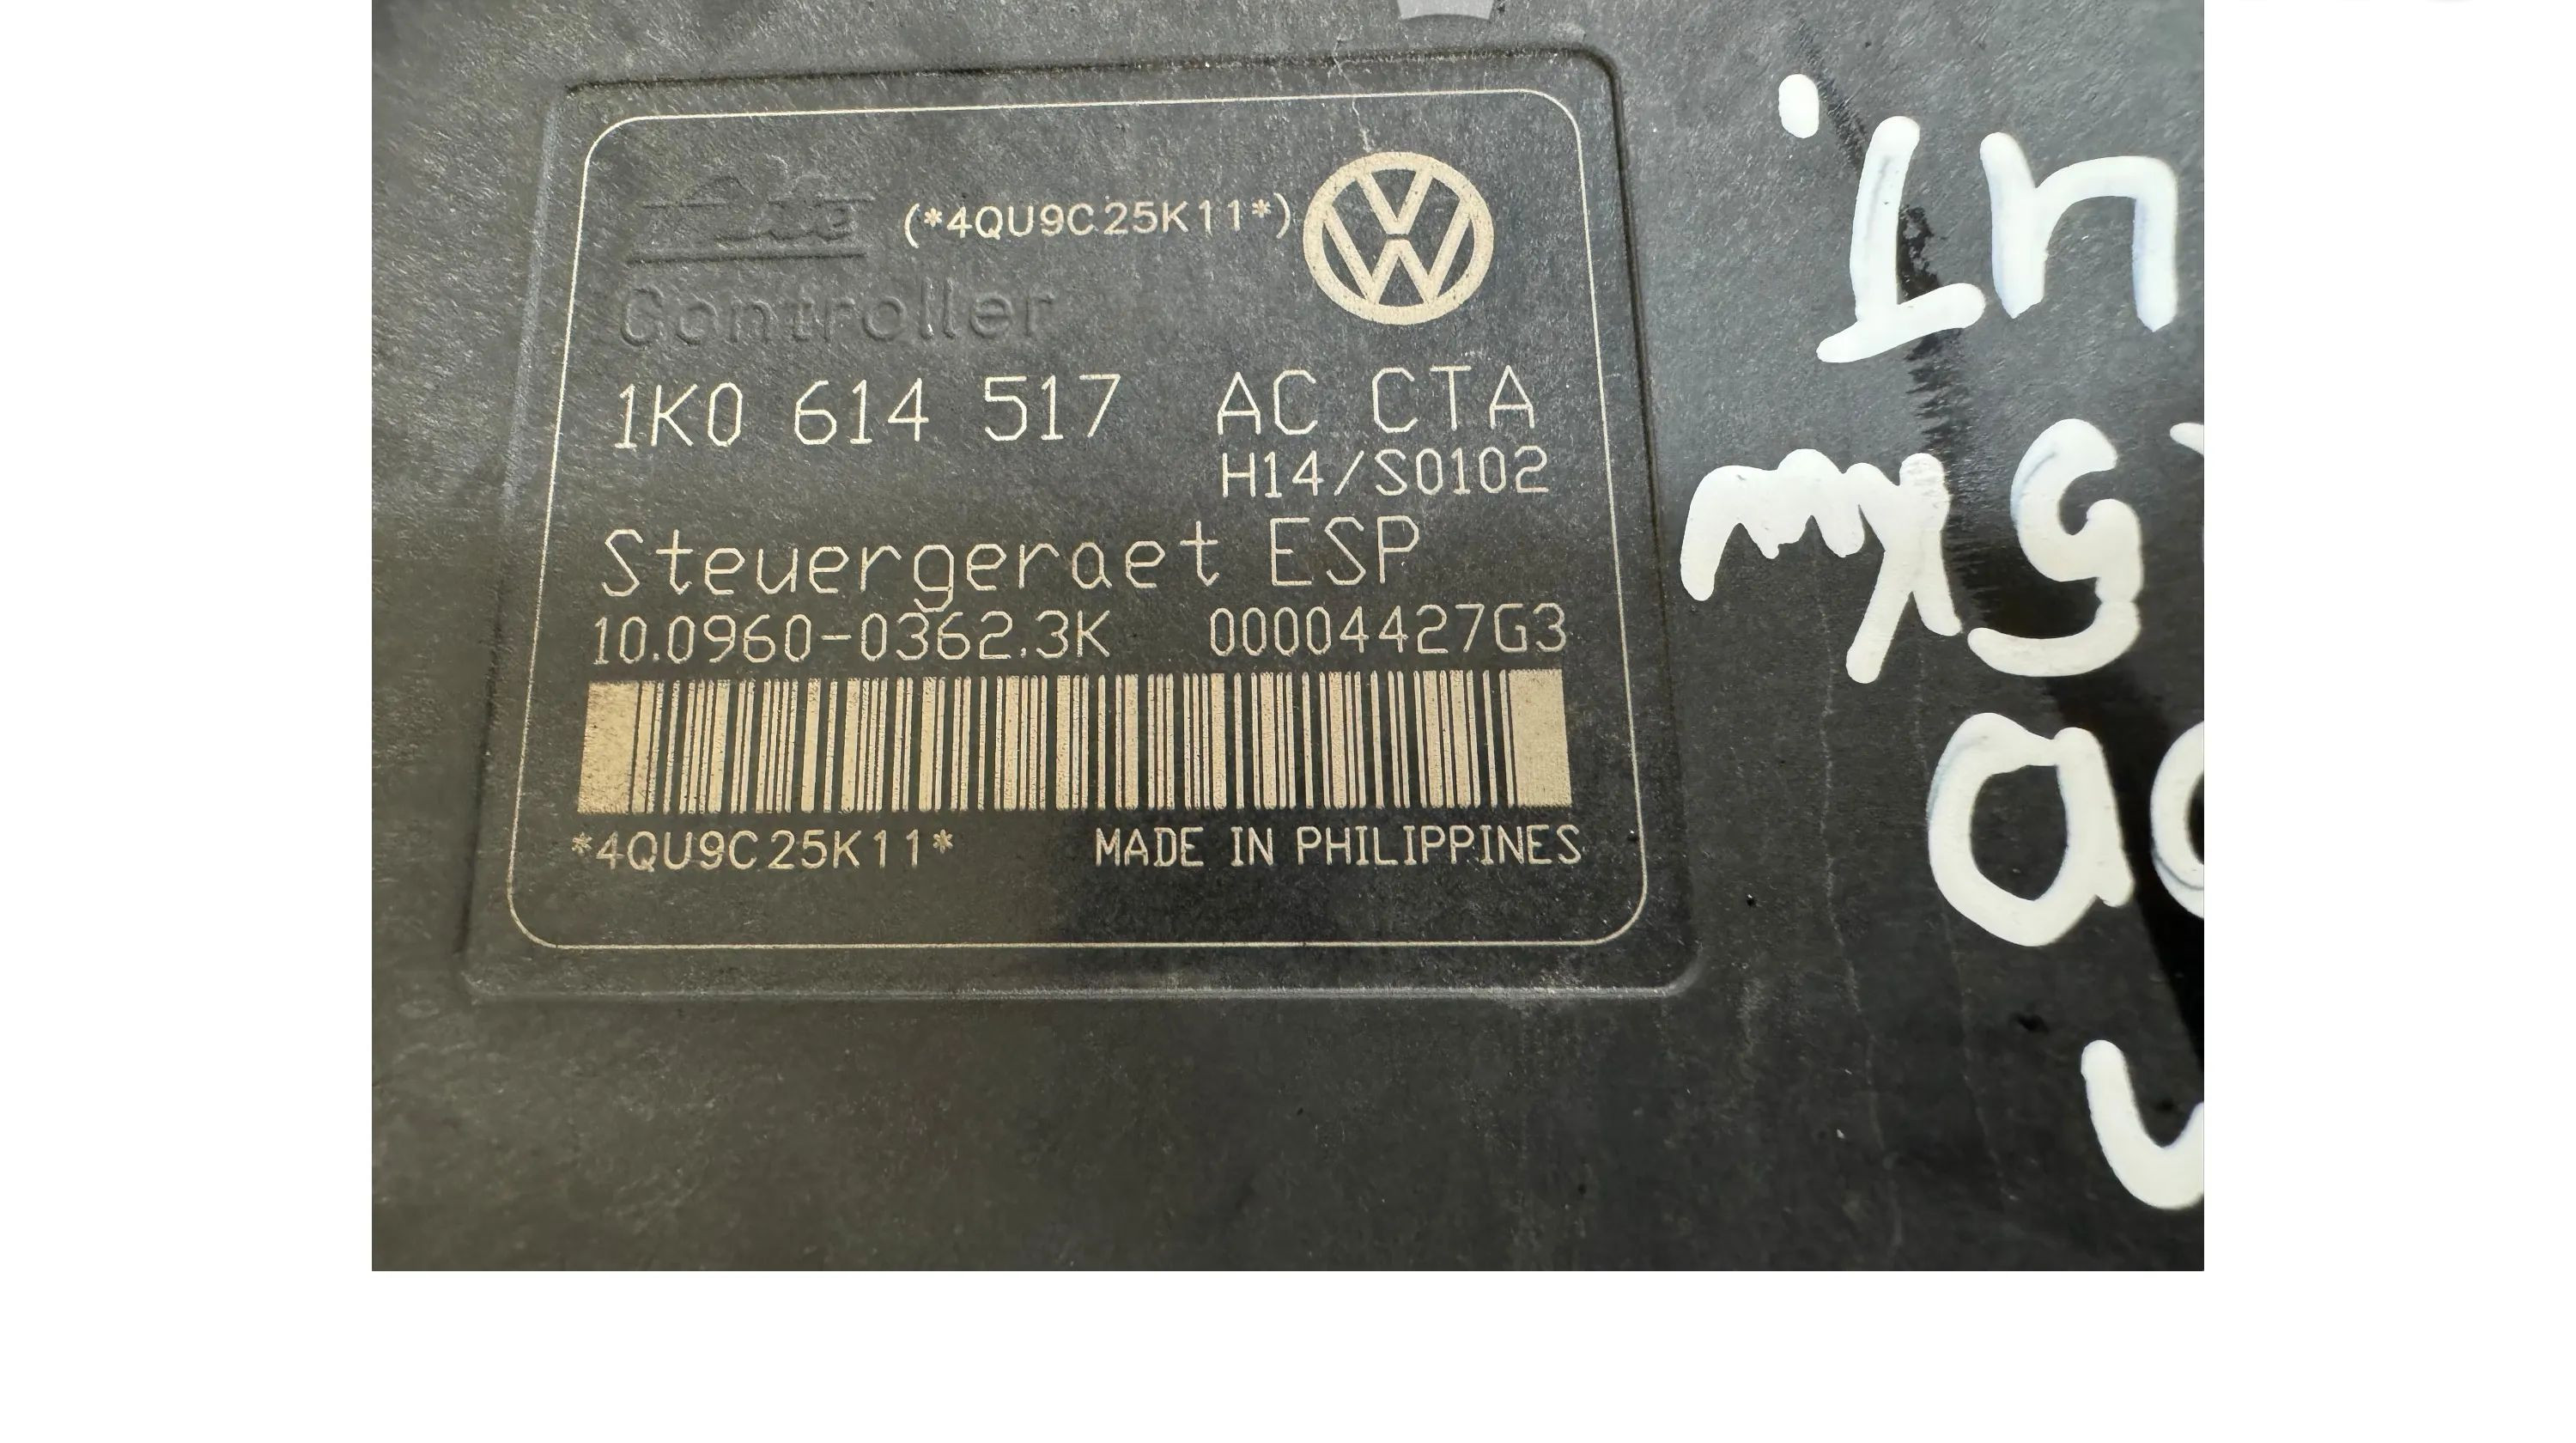 ate (*4QU9C25K11*)
Controller
1K0 614 517 AC CTA
H14/S0102
Steuergeraet ESP
10.0960-0362.3K 00004427G3
*4QU9C25K11* MADE IN PHILIPPINES